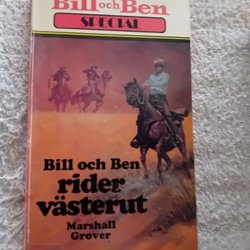 Bill och Ben
SPECIAL
Bill och Ben
rider
västerut
Marshall
Grover